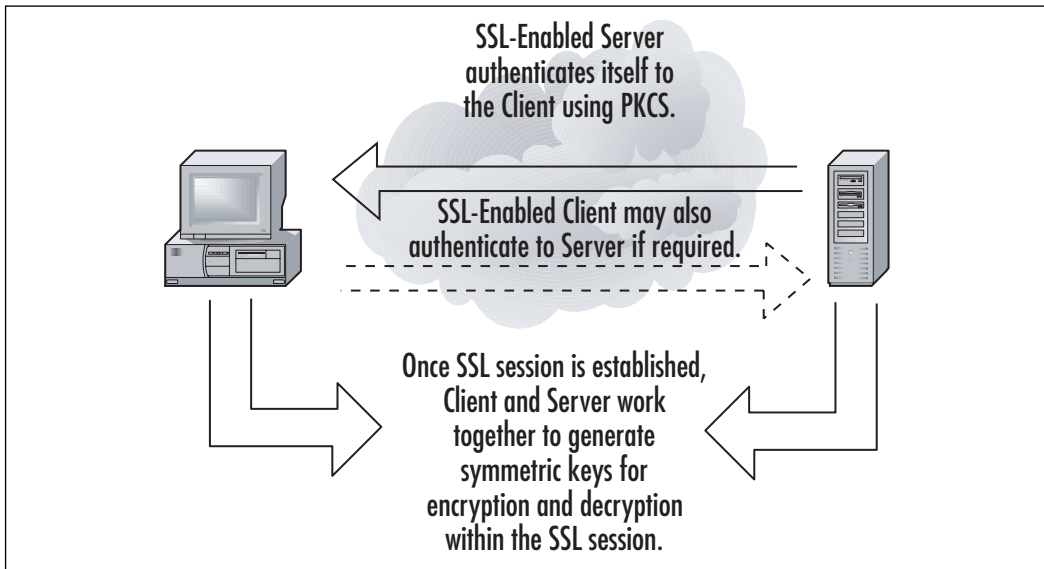 SSL-Enabled Server
authenticates itself to
the Client using PKCS.
SSL-Enabled Client may also
authenticate to Server if required.
Once SSL session is established,
Client and Server work
together to generate
symmetric keys for
encryption and decryption
within the SSL session.